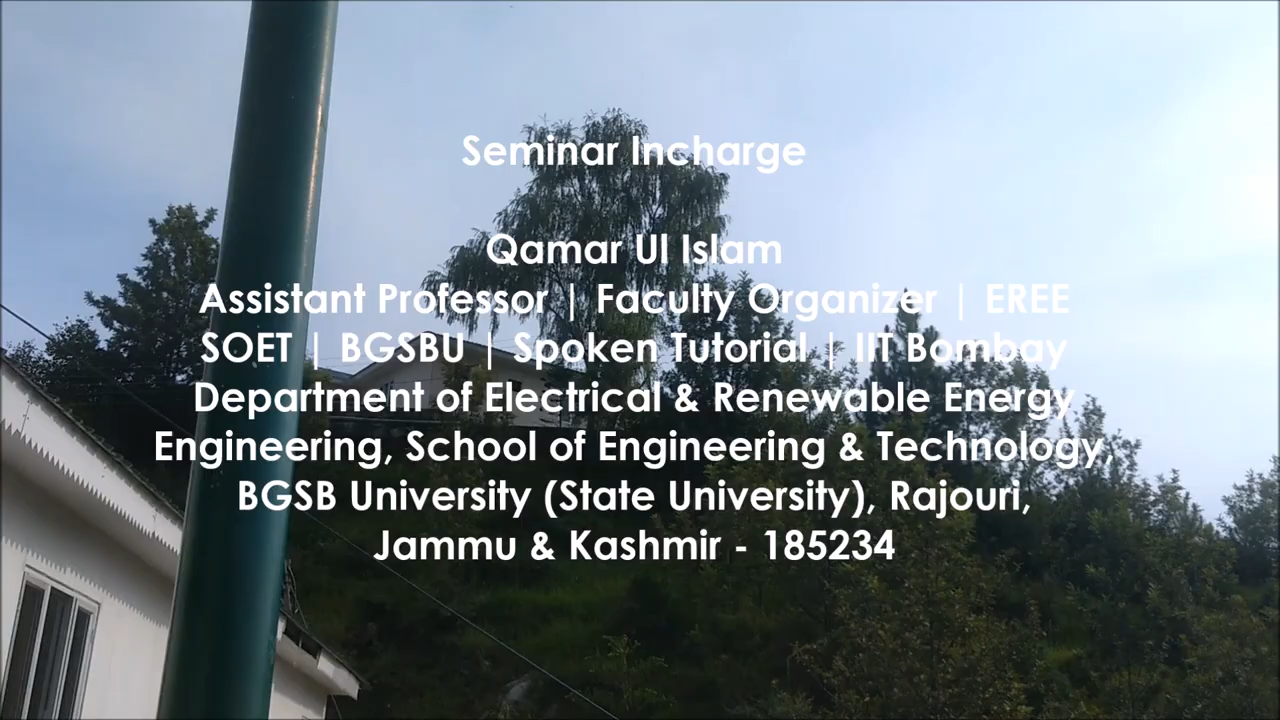 Seminar Incharge
Qamar Ul Islam
Assistant Professor | Faculty Organizer | EREE
SOET | BGSBU | Spoken Tutorial | IIT Bombay
Department of Electrical & Renewable Energy
Engineering, School of Engineering & Technology,
BGSB University (State University), Rajouri,
Jammu & Kashmir - 185234